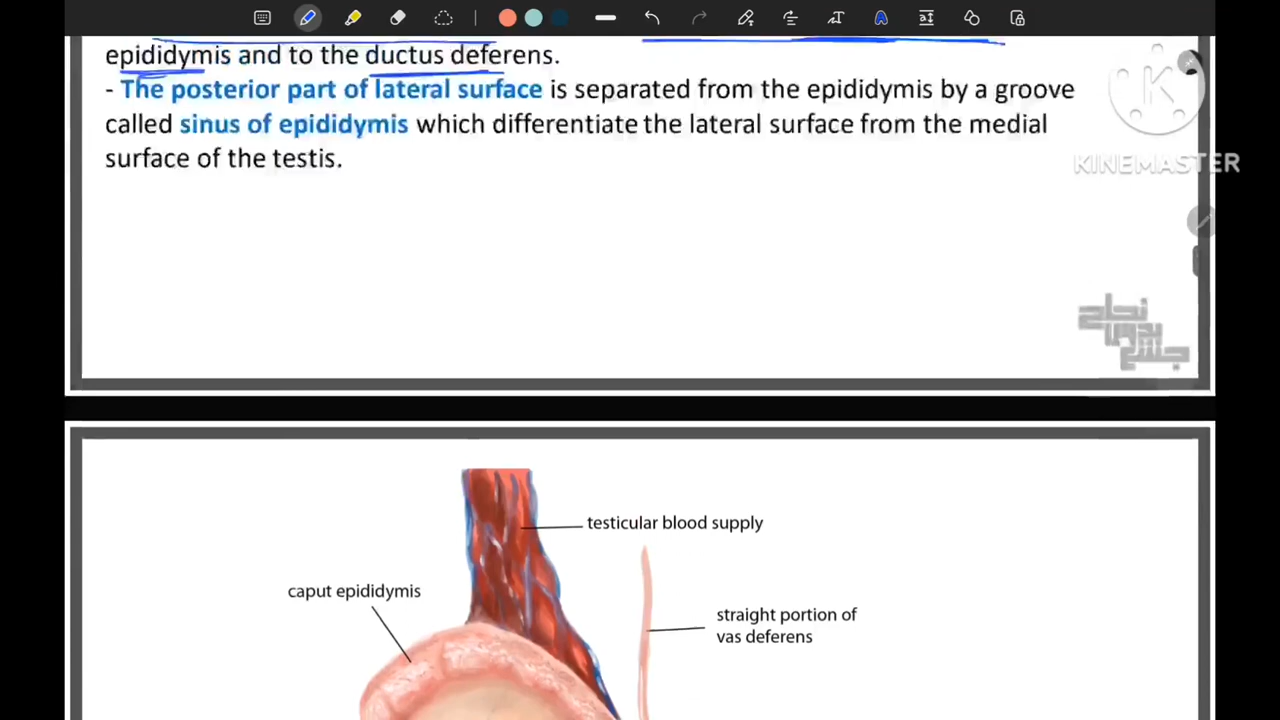 epididymis and to the ductus deferens.
- The posterior part of lateral surface is separated from the epididymis by a groove
called sinus of epididymis which differentiate the lateral surface from the medial
surface of the testis.
KINEMASTER
نجاح
بدون
testicular blood supply
caput epididymis
straight portion of
vas deferens